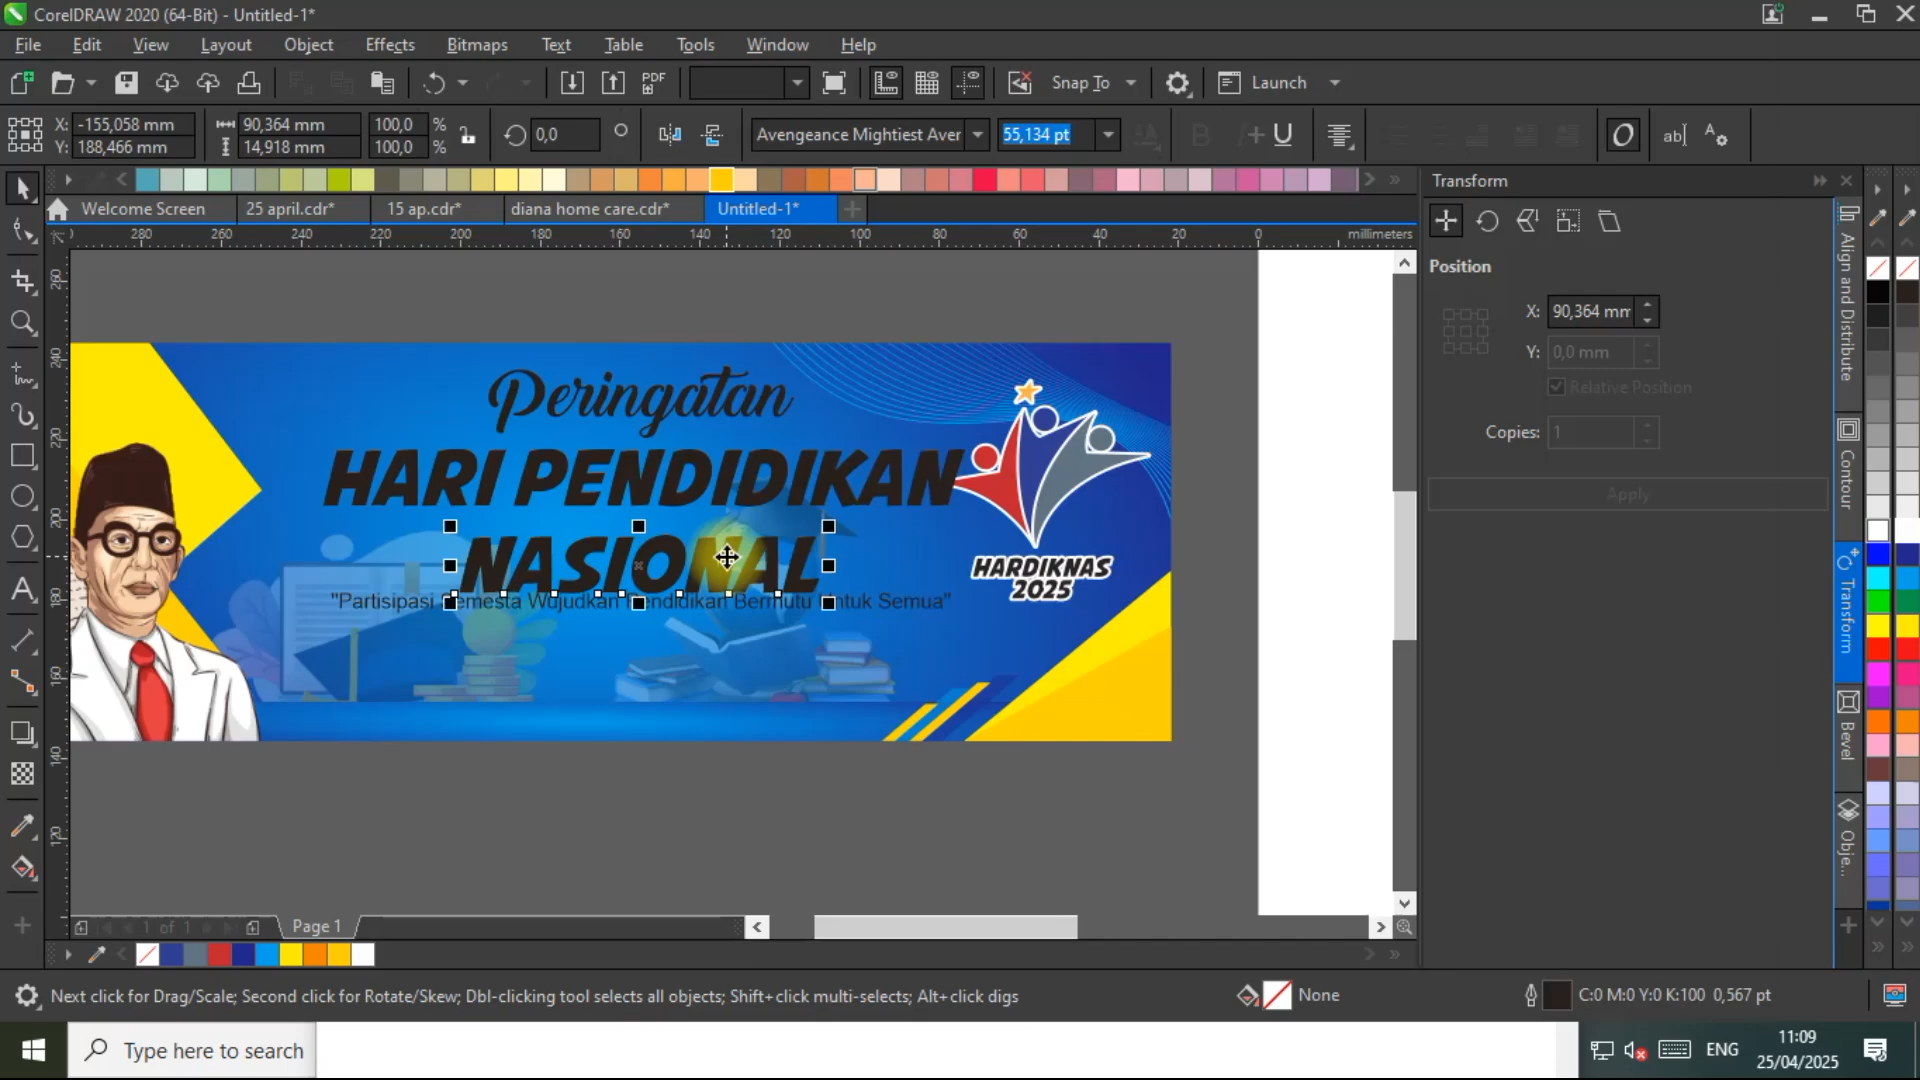 CorelDRAW 2020 (64-Bit) - Untitled-1*
File Edit View Layout Object Effects Bitmaps Text Table Tools Window Help
PDF Snap To Launch
X: -155,058 mm 90,364 mm 100,0 % 0,0 ° Avengeance Mightiest Aver 55,134 pt
Y: 188,466 mm 14,918 mm 100,0 %
Welcome Screen 25 april.cdr* 15 ap.cdr* diana home care.cdr* Untitled-1*
280 260 240 220 200 180 160 140 120 100 80 60 40 20 0 millimeters
Peringatan
HARI PENDIDIKAN
NASIONAL
"Partisipasi Semesta Wujudkan Pendidikan Bermutu Untuk Semua"
HARDIKNAS
2025
Transform
Position
X: 90,364 mm
Y: 0,0 mm
Relative Position
Copies: 1
Apply
Align and Distribute
Contour
Transform
Bevel
Obje...
1 of 1 Page 1
Next click for Drag/Scale; Second click for Rotate/Skew; Dbl-clicking tool selects all objects; Shift+click multi-selects; Alt+click digs None C:0 M:0 Y:0 K:100 0,567 pt
Type here to search ENG 11:09
25/04/2025